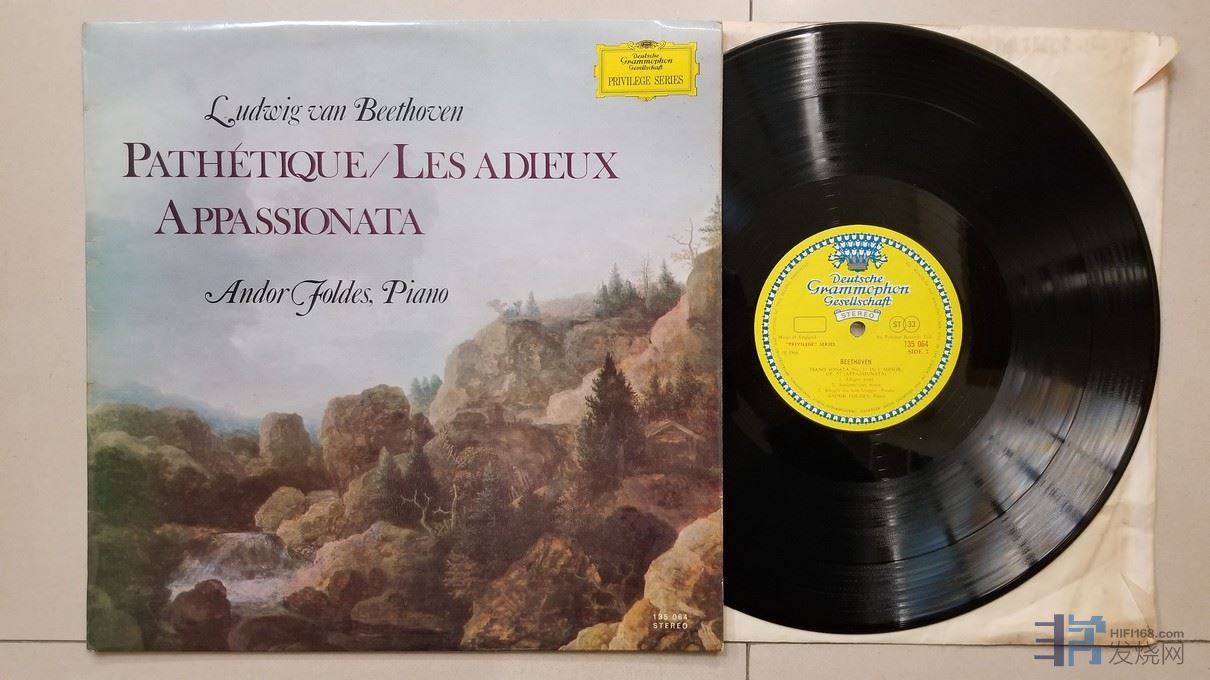 Deutsche
Grammophon
Gesellschaft
PRIVILEGE SERIES
Ludwig van Beethoven
PATHÉTIQUE/LES ADIEUX
APPASSIONATA
Andor Foldes, Piano
135 064
STEREO
Deutsche
Grammophon
Gesellschaft
STEREO
ST 33
Made in England
"PRIVILEGE" SERIES
135 064
SIDE 2
BEETHOVEN
ANDOR FOLDES, Piano
HIFI168.com
发烧网